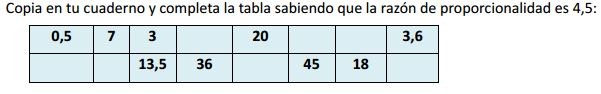 Copia en tu cuaderno y completa la tabla sabiendo que la razón de proporcionalidad es 4,5:
0,5 7 3 20 3,6
13,5 36 45 18